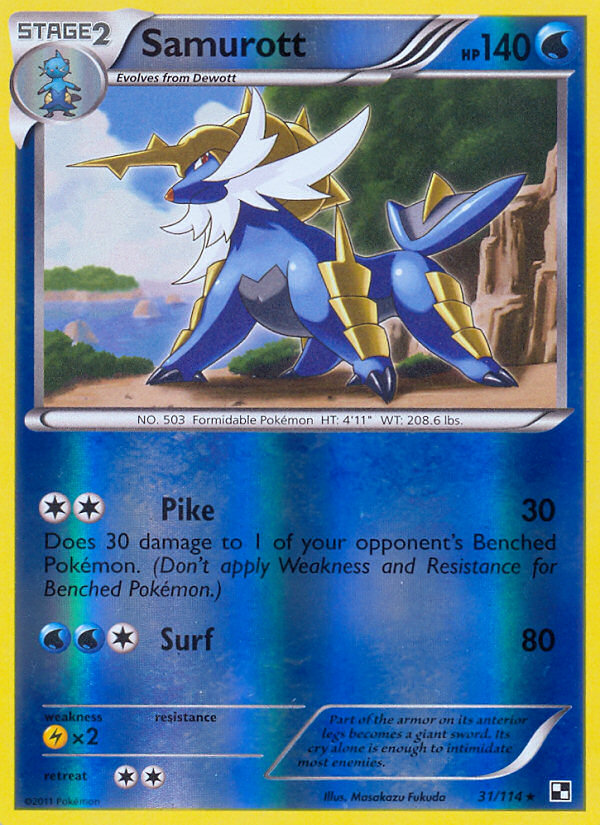 STAGE2
Samurott
HP140
Evolves from Dewott
NO. 503 Formidable Pokémon HT: 4'11" WT: 208.6 lbs.
Pike 30
Does 30 damage to 1 of your opponent's Benched
Pokémon. (Don't apply Weakness and Resistance for
Benched Pokémon.)
Surf 80
weakness resistance
×2
retreat
Part of the armor on its anterior
legs becomes a giant sword. Its
cry alone is enough to intimidate
most enemies.
©2011 Pokémon
Illus. Masakazu Fukuda 31/114 ★